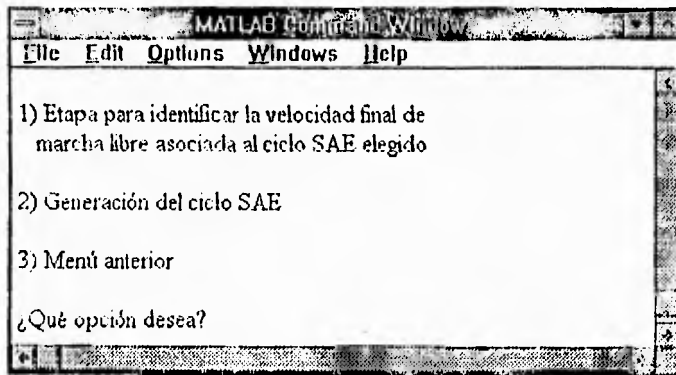 MATLAB Command Window
File Edit Options Windows Help
1) Etapa para identificar la velocidad final de
marcha libre asociada al ciclo SAE elegido
2) Generación del ciclo SAE
3) Menú anterior
¿Qué opción desea?